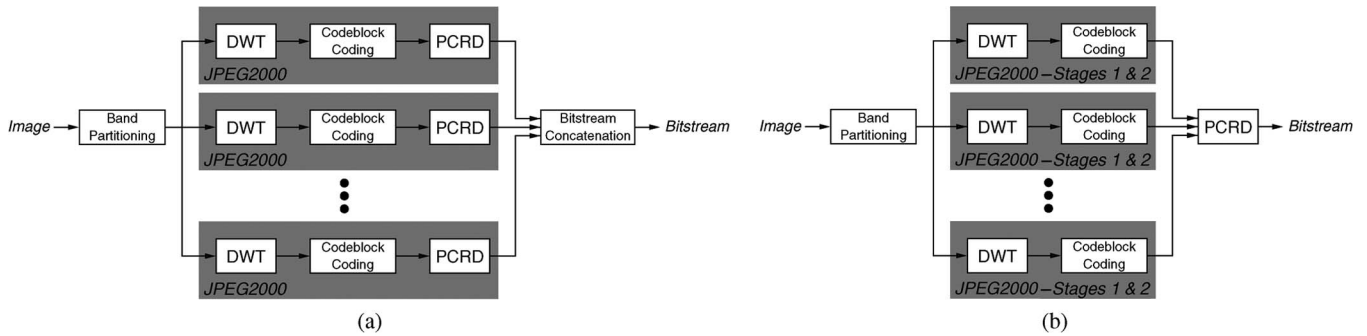 DWT
Codeblock
Coding
PCRD
JPEG2000
Image
Band
Partitioning
DWT
Codeblock
Coding
PCRD
JPEG2000
Bitstream
Concatenation
Bitstream
DWT
Codeblock
Coding
PCRD
JPEG2000
(a)
DWT
Codeblock
Coding
JPEG2000–Stages 1 & 2
Image
Band
Partitioning
DWT
Codeblock
Coding
JPEG2000–Stages 1 & 2
PCRD
Bitstream
DWT
Codeblock
Coding
JPEG2000–Stages 1 & 2
(b)